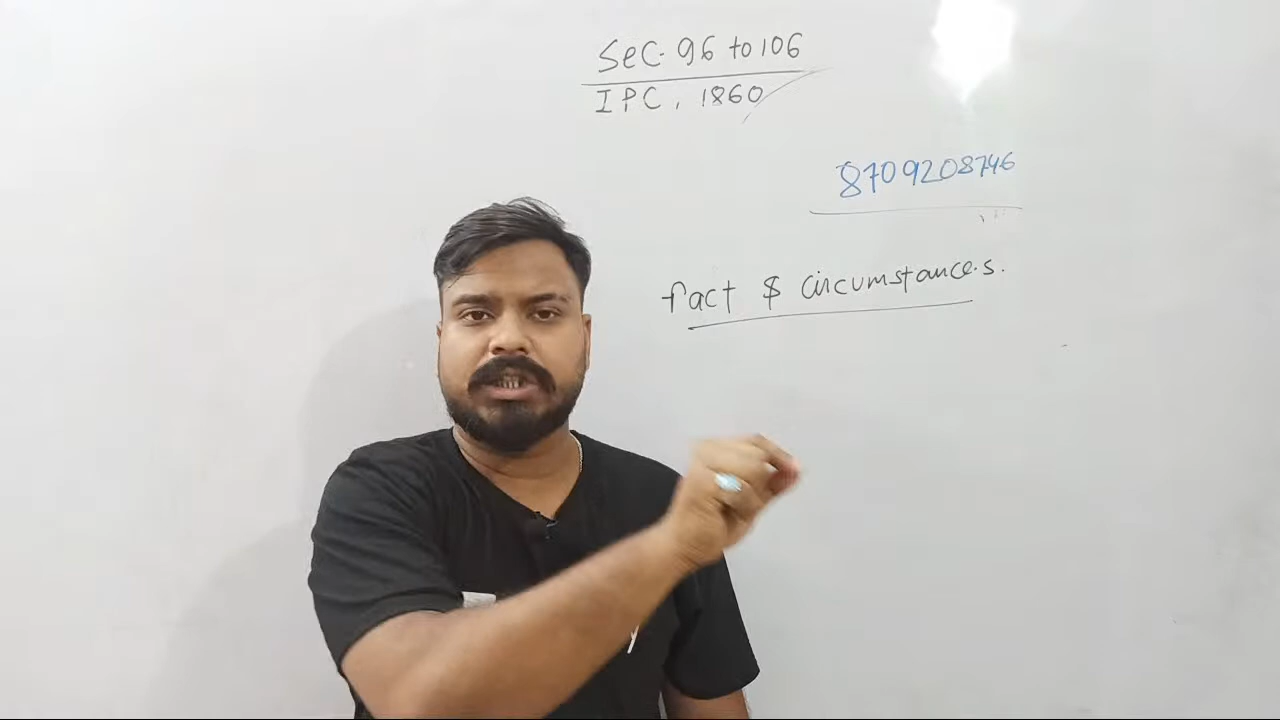 Sec. 96 to 106
IPC, 1860
8709208746
fact & circumstances.